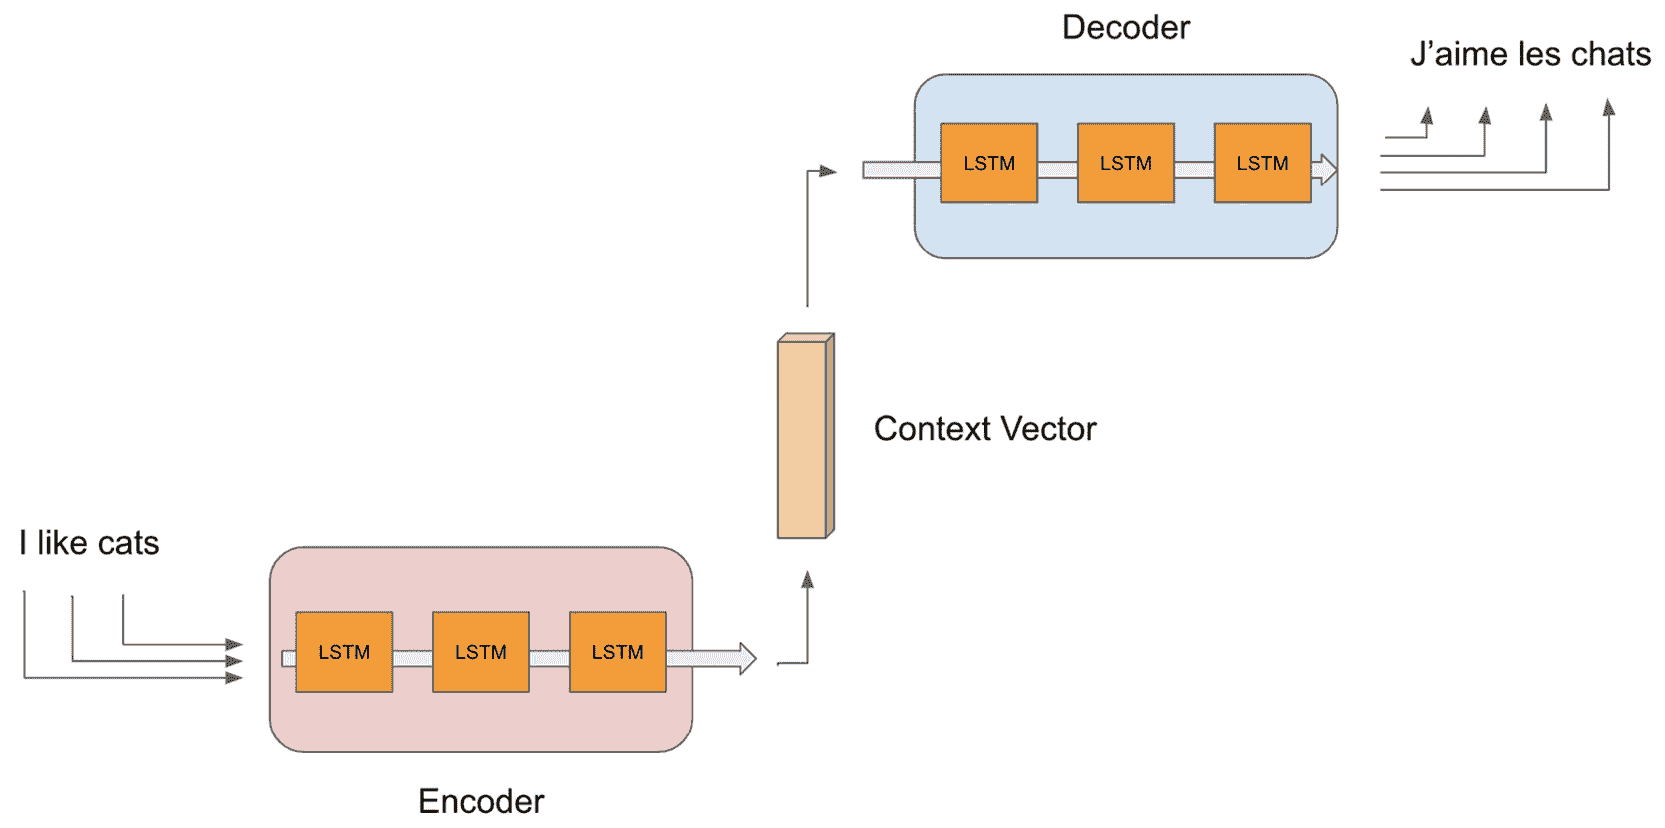 Decoder
J’aime les chats
LSTM
LSTM
LSTM
Context Vector
I like cats
LSTM
LSTM
LSTM
Encoder